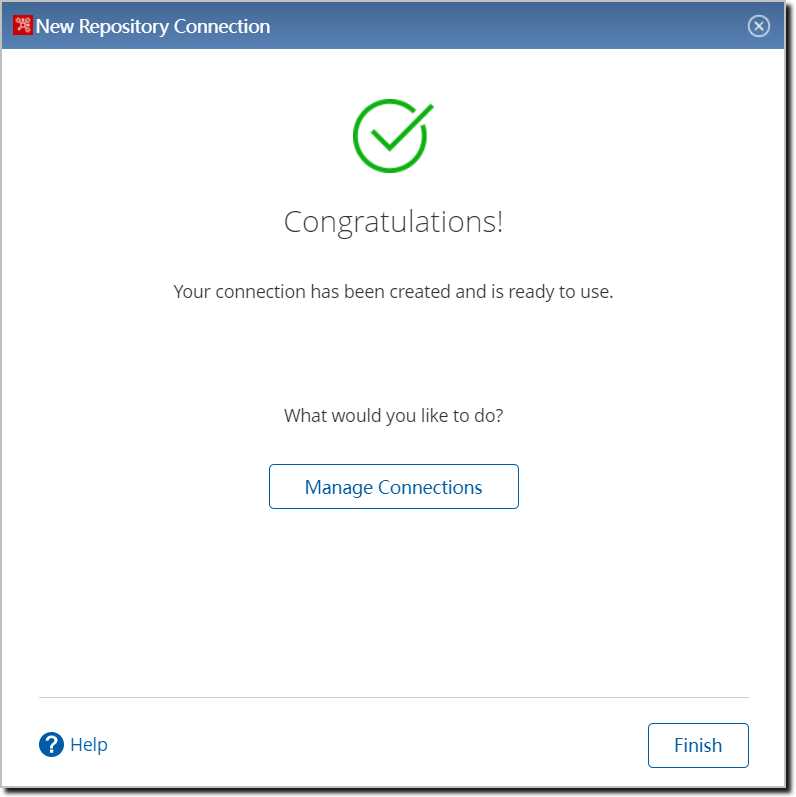 New Repository Connection
Congratulations!
Your connection has been created and is ready to use.
What would you like to do?
Manage Connections
? Help
Finish